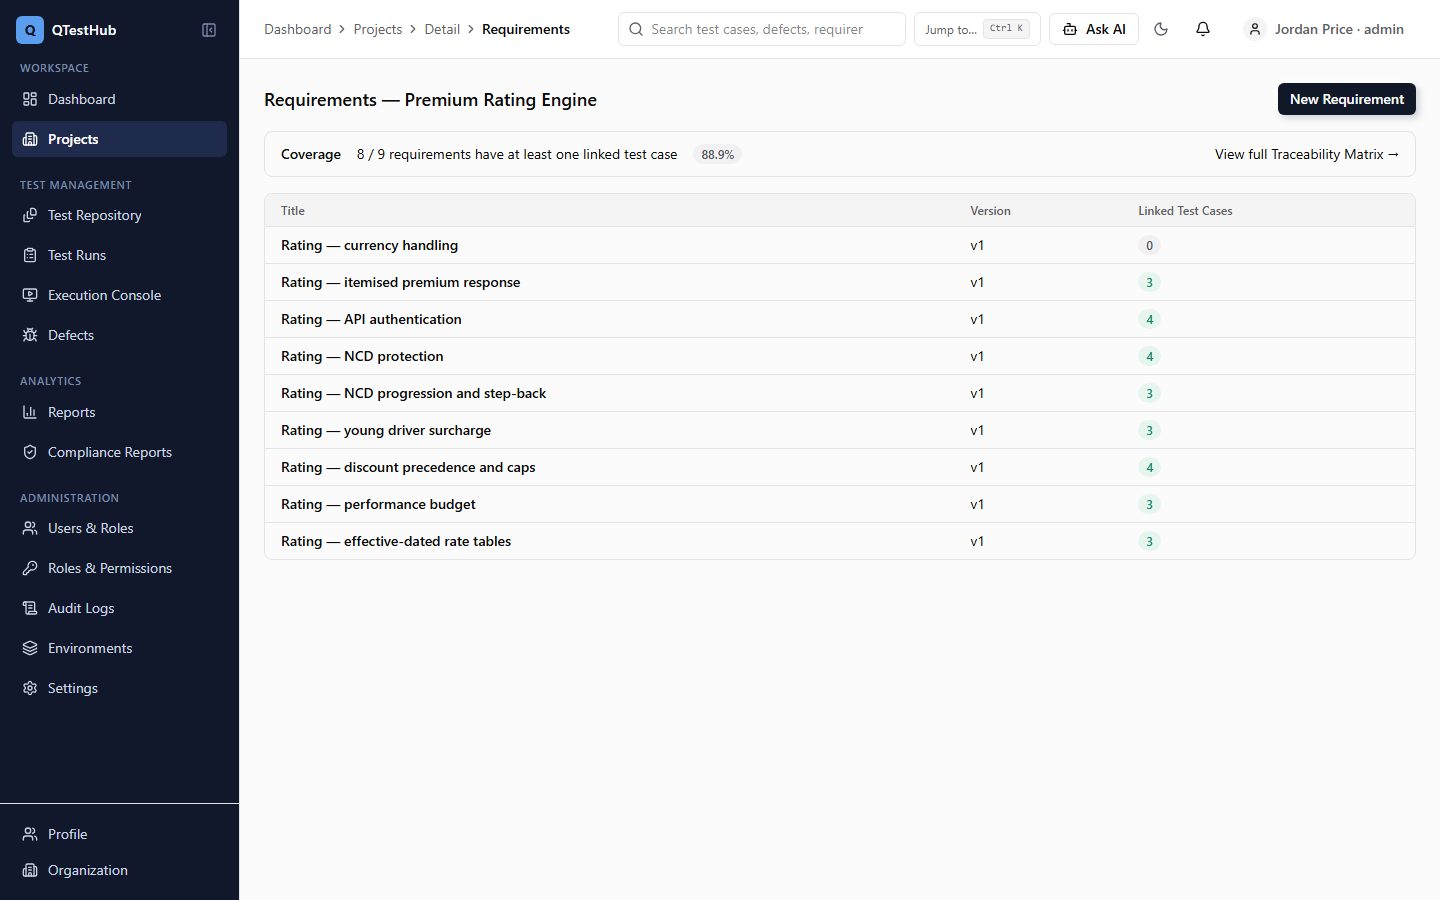 Q QTestHub
WORKSPACE
Dashboard
Projects
TEST MANAGEMENT
Test Repository
Test Runs
Execution Console
Defects
ANALYTICS
Reports
Compliance Reports
ADMINISTRATION
Users & Roles
Roles & Permissions
Audit Logs
Environments
Settings
Profile
Organization
Dashboard > Projects > Detail > Requirements
Search test cases, defects, requirer
Jump to... Ctrl K
Ask AI
Jordan Price · admin
Requirements — Premium Rating Engine
New Requirement
Coverage 8 / 9 requirements have at least one linked test case 88.9%
View full Traceability Matrix →
Title Version Linked Test Cases
Rating — currency handling v1 0
Rating — itemised premium response v1 3
Rating — API authentication v1 4
Rating — NCD protection v1 4
Rating — NCD progression and step-back v1 3
Rating — young driver surcharge v1 3
Rating — discount precedence and caps v1 4
Rating — performance budget v1 3
Rating — effective-dated rate tables v1 3